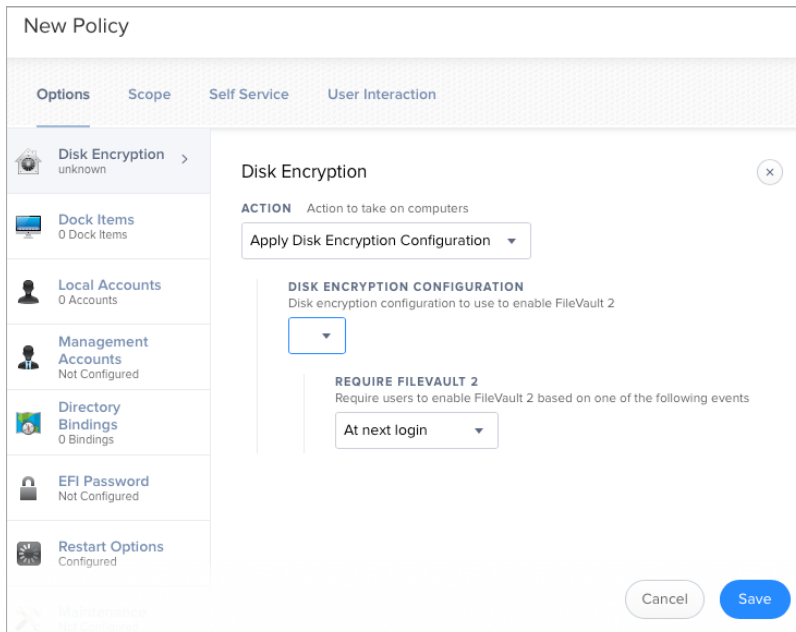 New Policy
Options Scope Self Service User Interaction
Disk Encryption
unknown
Dock Items
0 Dock Items
Local Accounts
0 Accounts
Management
Accounts
Not Configured
Directory
Bindings
0 Bindings
EFI Password
Not Configured
Restart Options
Configured
Maintenance
Not Configured
Disk Encryption
ACTION Action to take on computers
Apply Disk Encryption Configuration
DISK ENCRYPTION CONFIGURATION
Disk encryption configuration to use to enable FileVault 2
REQUIRE FILEVAULT 2
Require users to enable FileVault 2 based on one of the following events
At next login
Cancel Save